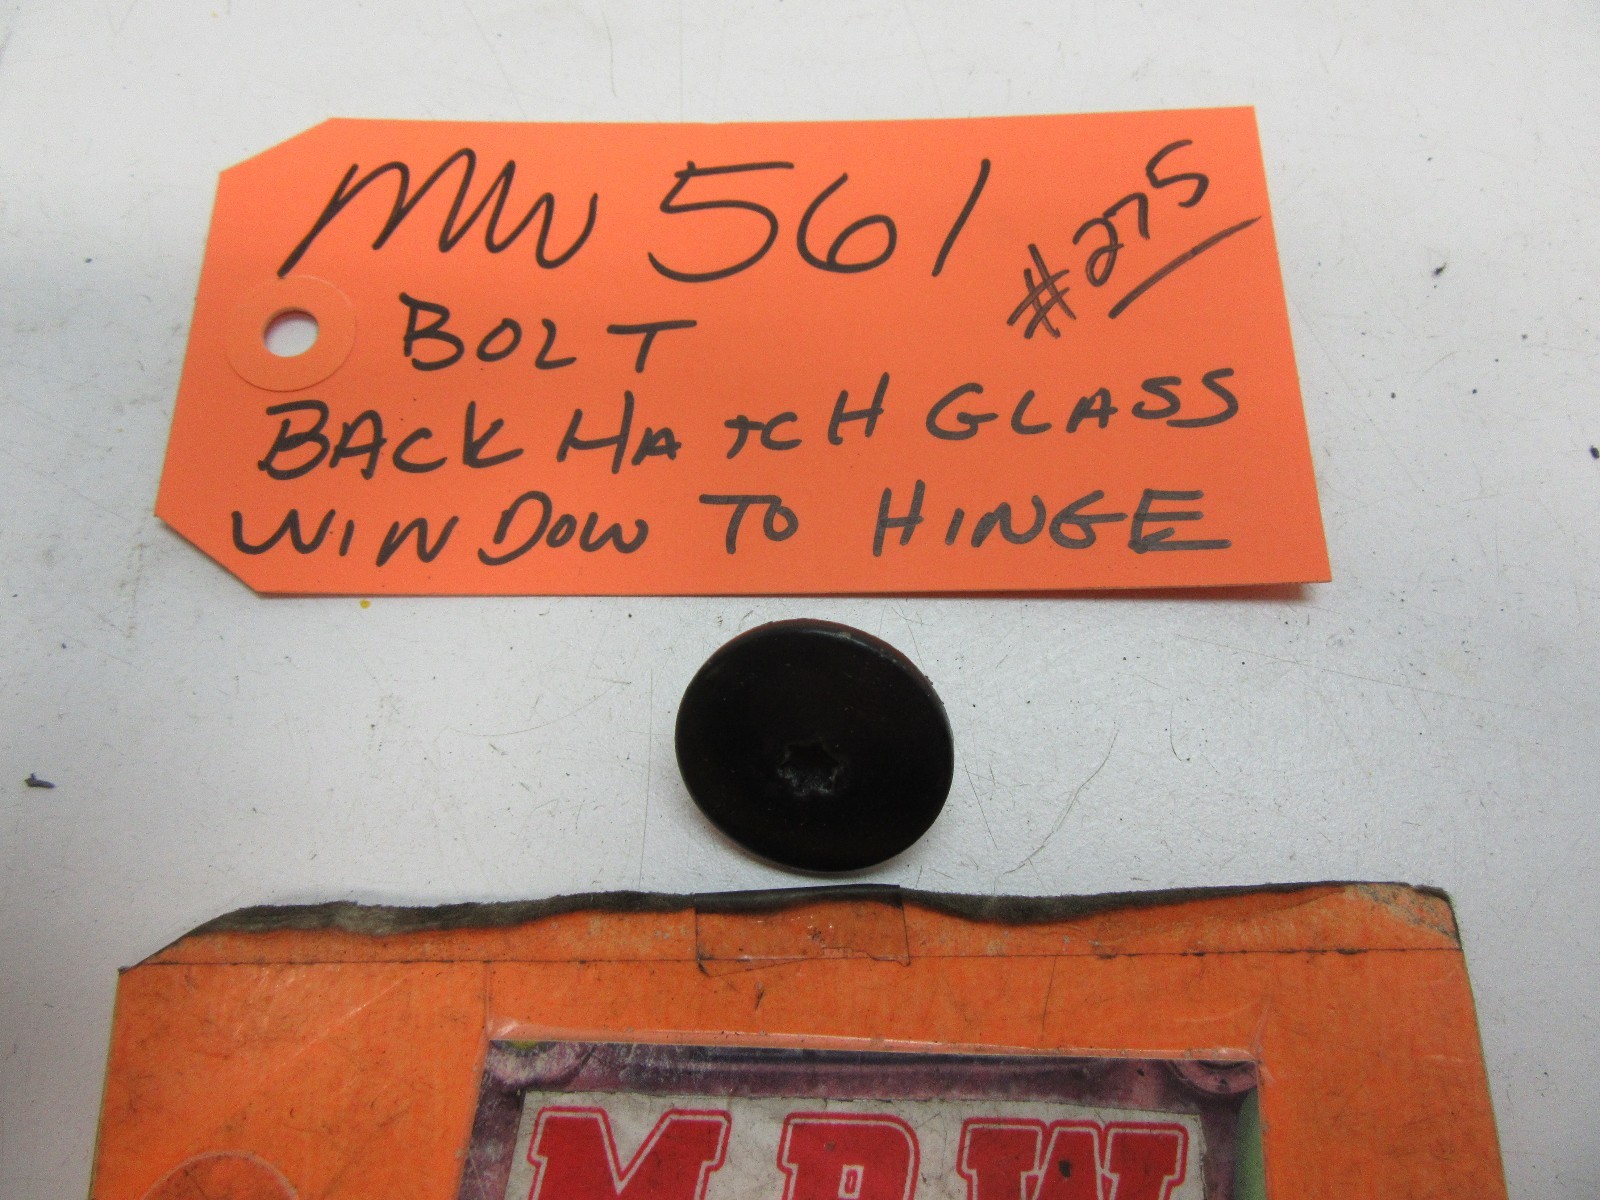 MW 561
#275
BOLT
BACK HATCH GLASS
WINDOW TO HINGE